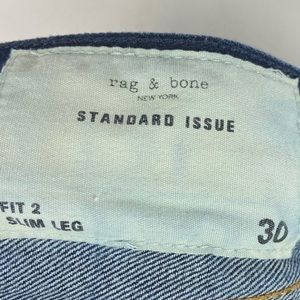 rag & bone
NEW YORK
STANDARD ISSUE
FIT 2
SLIM LEG
30